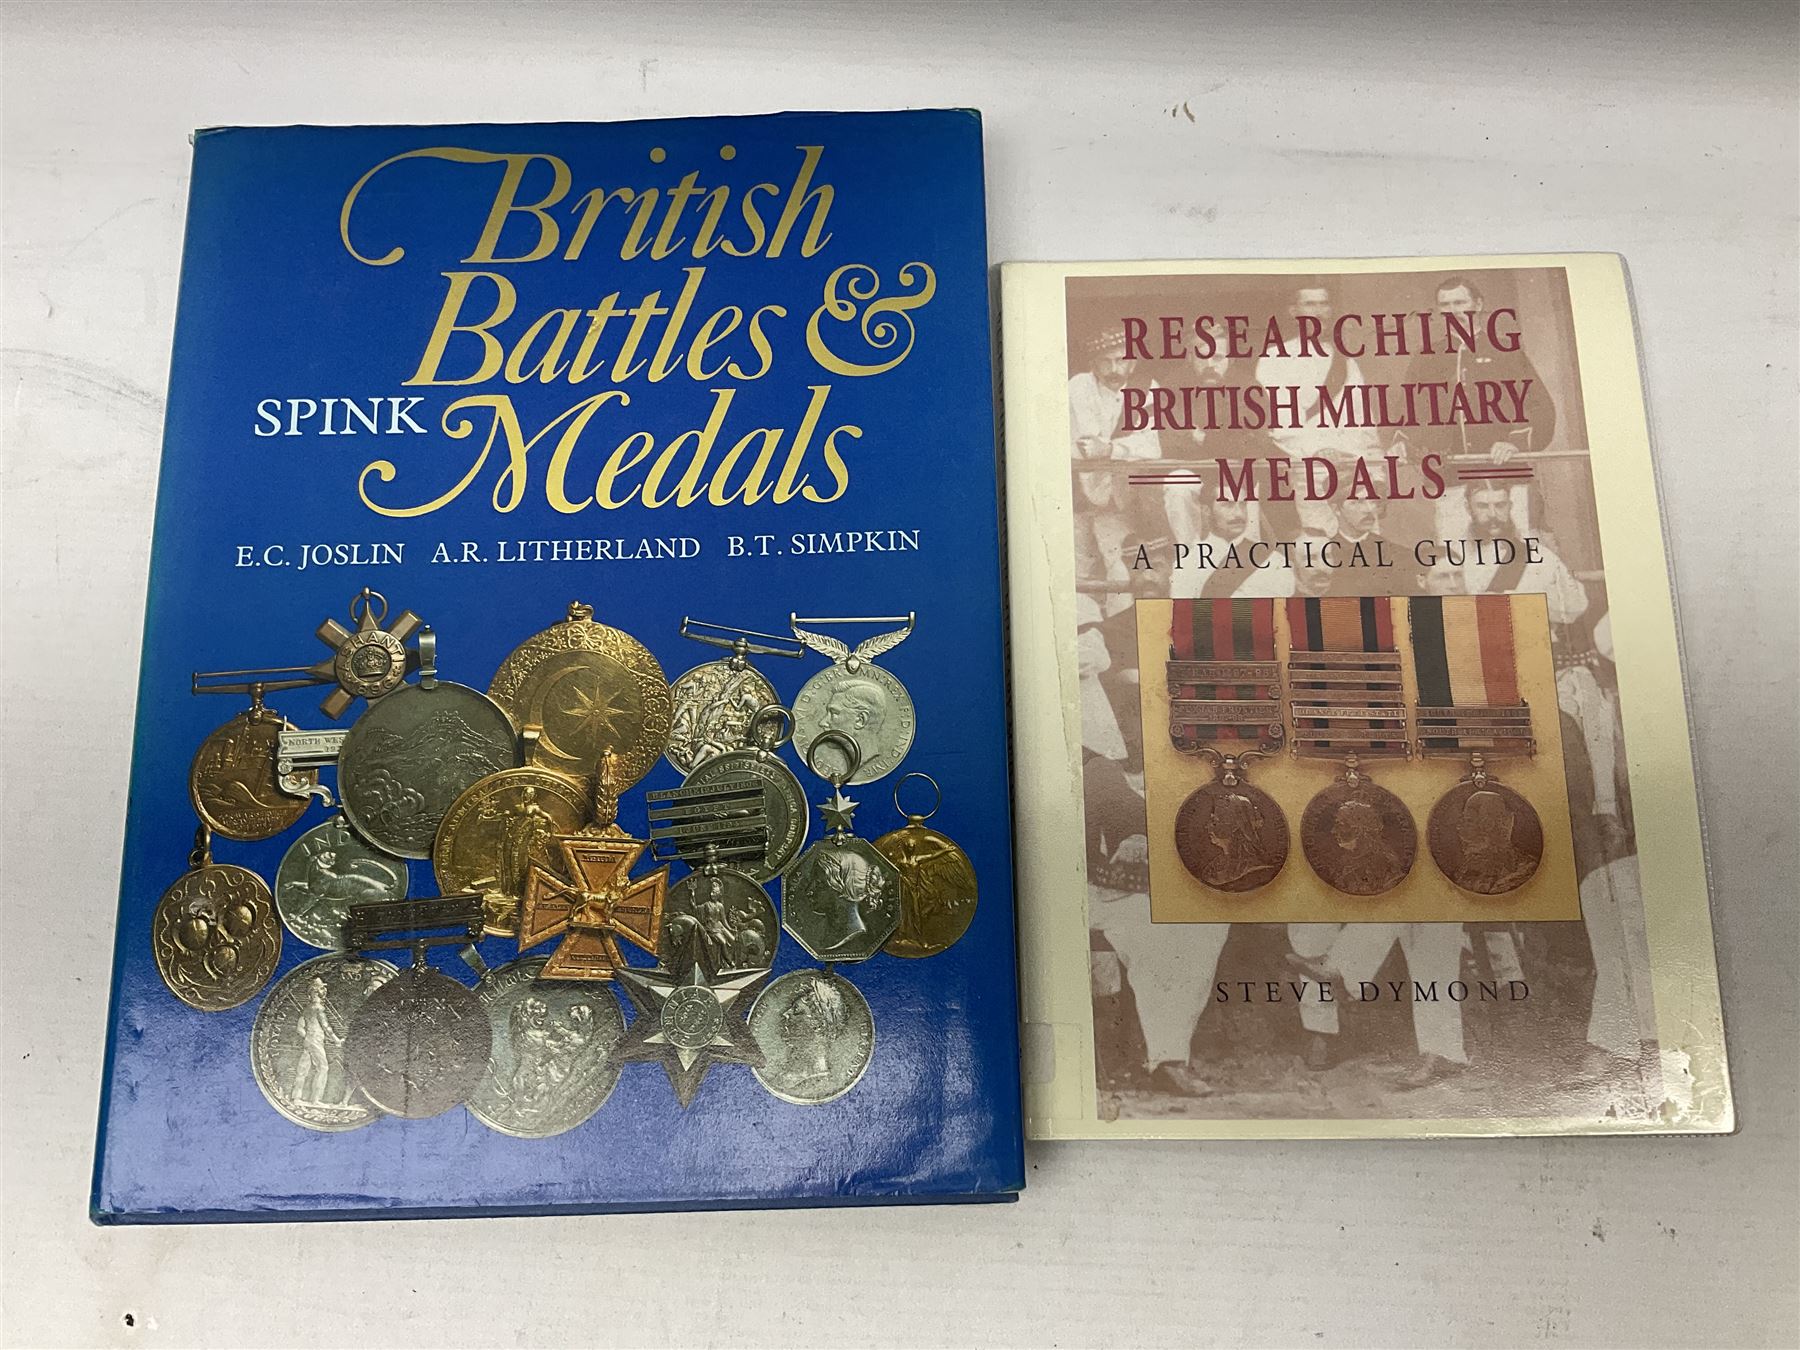 British
Battles &
SPINK Medals
E.C. JOSLIN A.R. LITHERLAND B.T. SIMPKIN
RESEARCHING
BRITISH MILITARY
MEDALS
A PRACTICAL GUIDE
STEVE DYMOND